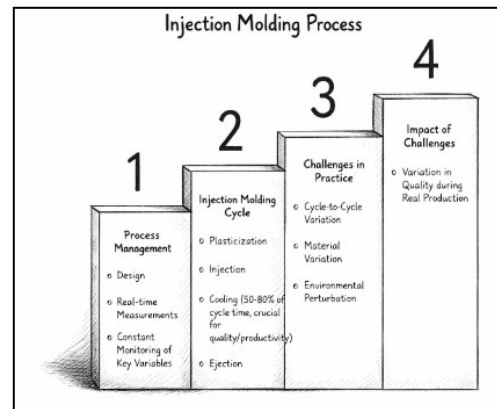 Injection Molding Process
1
Process
Management
Design
Real-time
Measurements
Constant
Monitoring of
Key Variables
2
Injection Molding
Cycle
Plasticization
Injection
Cooling (50-80% of
cycle time, crucial
for
quality/productivity)
Ejection
3
Challenges in
Practice
Cycle-to-Cycle
Variation
Material
Variation
Environmental
Perturbation
4
Impact of
Challenges
Variation in
Quality during
Real Production